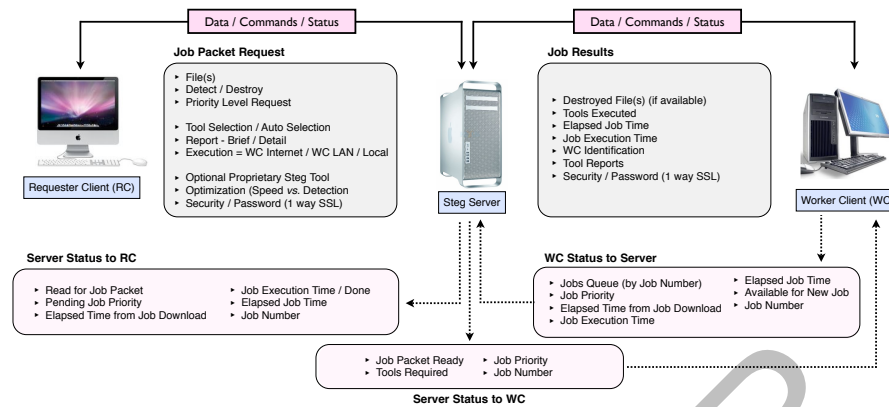 Data / Commands / Status
Data / Commands / Status
Job Packet Request
‣ File(s)
‣ Detect / Destroy
‣ Priority Level Request
‣ Tool Selection / Auto Selection
‣ Report - Brief / Detail
‣ Execution = WC Internet / WC LAN / Local
‣ Optional Proprietary Steg Tool
‣ Optimization (Speed vs. Detection
‣ Security / Password (1 way SSL)
Job Results
‣ Destroyed File(s) (if available)
‣ Tools Executed
‣ Elapsed Job Time
‣ Job Execution Time
‣ WC Identification
‣ Tool Reports
‣ Security / Password (1 way SSL)
Requester Client (RC)
Steg Server
Worker Client (WC
Server Status to RC
‣ Read for Job Packet
‣ Pending Job Priority
‣ Elapsed Time from Job Download
‣ Job Execution Time / Done
‣ Elapsed Job Time
‣ Job Number
WC Status to Server
‣ Jobs Queue (by Job Number)
‣ Job Priority
‣ Elapsed Time from Job Download
‣ Job Execution Time
‣ Elapsed Job Time
‣ Available for New Job
‣ Job Number
‣ Job Packet Ready
‣ Tools Required
‣ Job Priority
‣ Job Number
Server Status to WC